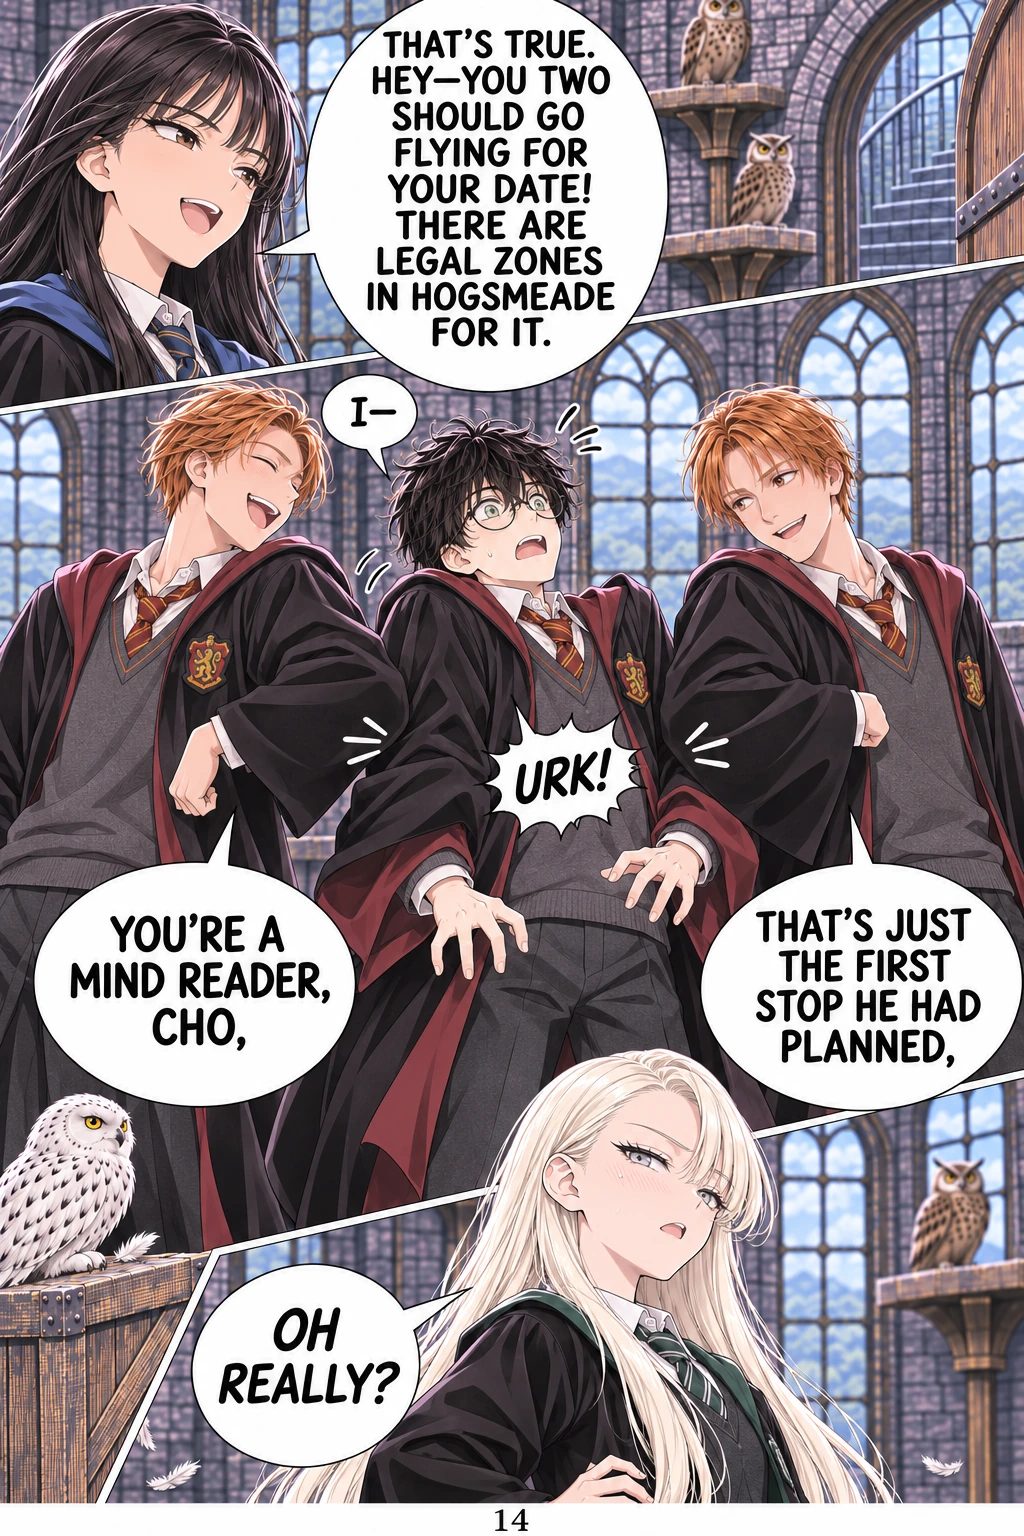 THAT'S TRUE.
HEY—YOU TWO
SHOULD GO
FLYING FOR
YOUR DATE!
THERE ARE
LEGAL ZONES
IN HOGSMEADE
FOR IT.
I—
URK!
YOU'RE A
MIND READER,
CHO,
THAT'S JUST
THE FIRST
STOP HE HAD
PLANNED,
OH
REALLY?
14